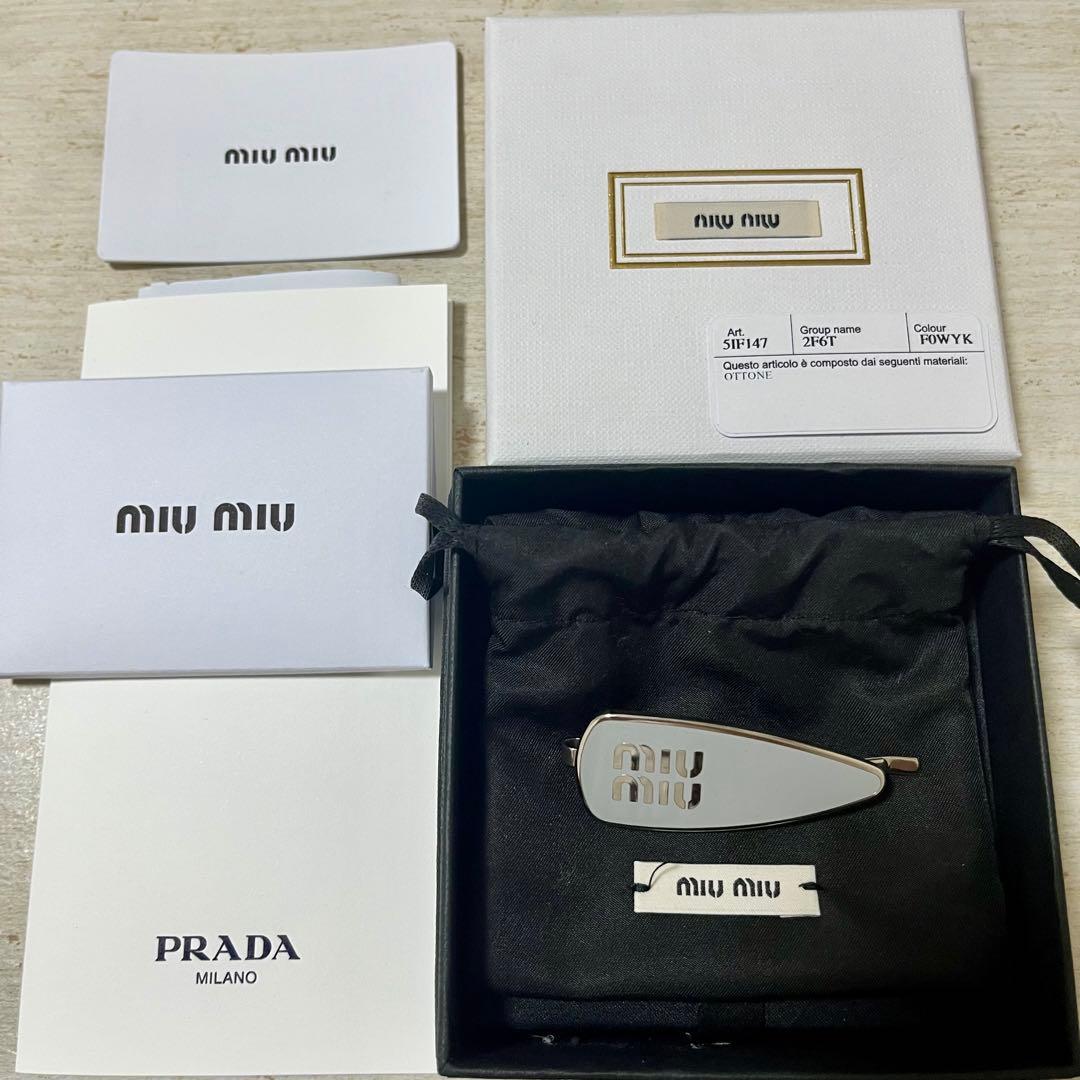 miu miu
miu miu
Art.
5IF147
Group name
2F6T
Colour
F0WYK
Questo articolo è composto dai seguenti materiali:
OTTONE
miu miu
miu
miu
miu miu
PRADA
MILANO